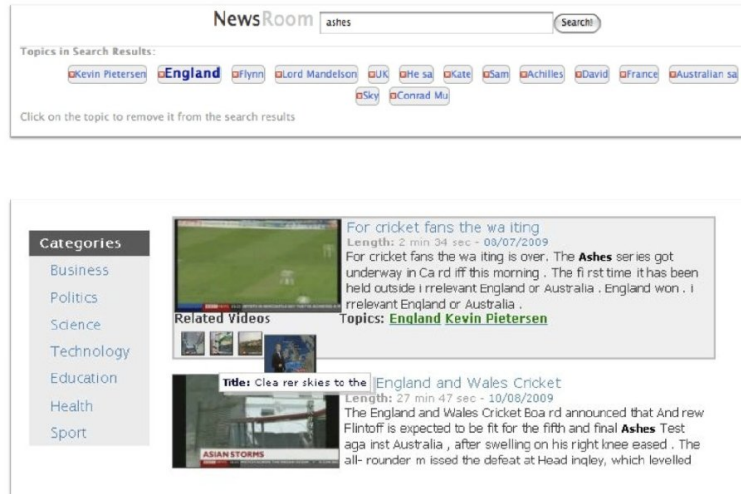 NewsRoom ashes Search!
Topics in Search Results:
Kevin Pietersen England Flynn Lord Mandelson UK He sa Kate Sam Achilles David France Australian sa
Sky Conrad Mu
Click on the topic to remove it from the search results
Categories
Business
Politics
Science
Technology
Education
Health
Sport
For cricket fans the wa iting
Length: 2 min 34 sec - 08/07/2009
For cricket fans the wa iting is over. The Ashes series got
underway in Ca rd iff this morning . The fi rst time it has been
held outside i rrelevant England or Australia . England won . i
rrelevant England or Australia .
Related Videos
Topics: England Kevin Pietersen
Title: Clea rer skies to the
England and Wales Cricket
Length: 27 min 47 sec - 10/08/2009
The England and Wales Cricket Boa rd announced that And rew
Flintoff is expected to be fit for the fifth and final Ashes Test
aga inst Australia , after swelling on his right knee eased . The
all- rounder m issed the defeat at Head ingley, which levelled
ASIAN STORMS